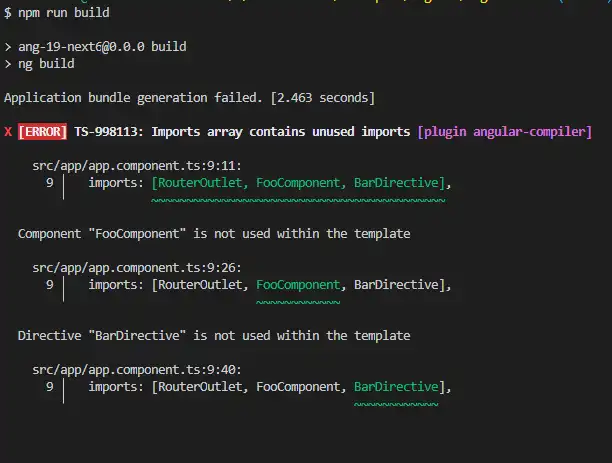 $ npm run build
> ang-19-next6@0.0.0 build
> ng build
Application bundle generation failed. [2.463 seconds]
X [ERROR] TS-998113: Imports array contains unused imports [plugin angular-compiler]
src/app/app.component.ts:9:11:
9 │ imports: [RouterOutlet, FooComponent, BarDirective],
Component "FooComponent" is not used within the template
src/app/app.component.ts:9:26:
9 │ imports: [RouterOutlet, FooComponent, BarDirective],
Directive "BarDirective" is not used within the template
src/app/app.component.ts:9:40:
9 │ imports: [RouterOutlet, FooComponent, BarDirective],